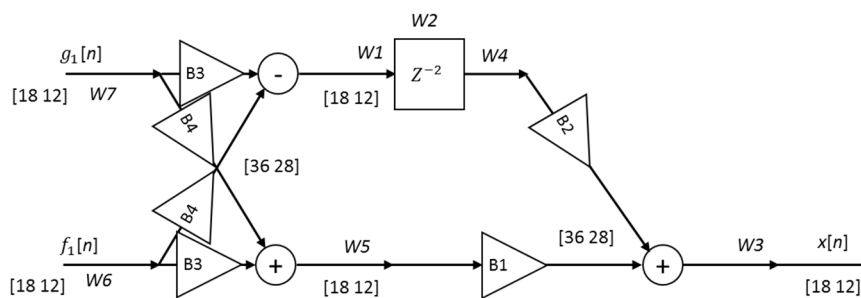 W2
g₁[n]
W1
W4
B3
-
Z⁻²
[18 12]
W7
[18 12]
B4
B2
[36 28]
B4
f₁[n]
W5
[36 28]
W3
x[n]
B3
+
B1
+
[18 12]
W6
[18 12]
[18 12]